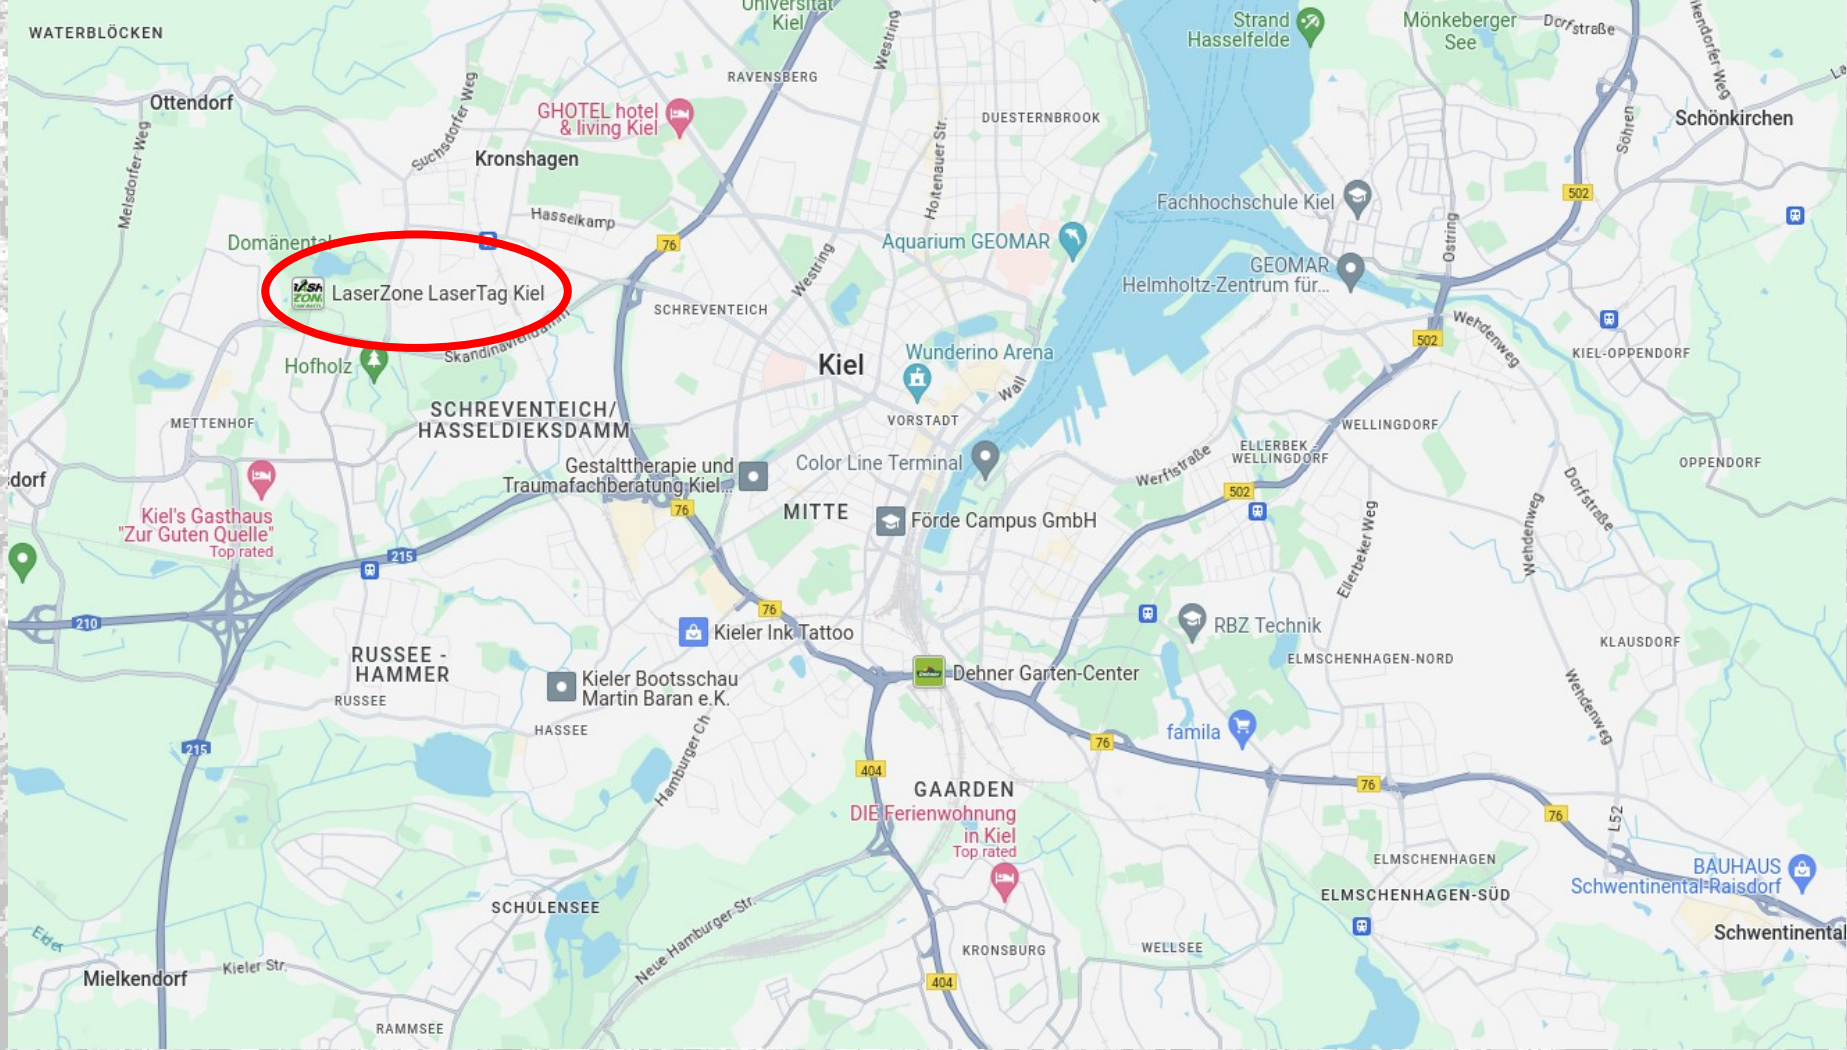 Universität
Kiel
WATERBLÖCKEN
Strand
Hasselfelde
Mönkeberger
See
Dorfstraße
Westring
RAVENSBERG
Ottendorf
Suchsdorfer Weg
GHOTEL hotel
& living Kiel
DUESTERNBROOK
Söhren
Schönkirchen
Melsdorfer Weg
Kronshagen
Holtenauer Str.
Fachhochschule Kiel
502
Hasselkamp
Ostring
Domänental
76
Aquarium GEOMAR
GEOMAR
Helmholtz-Zentrum für...
LaserZone LaserTag Kiel
Westring
SCHREVENTEICH
Wehdenweg
502
KIEL-OPPENDORF
Skandinaviendamm
Hofholz
Kiel
Wunderino Arena
Wall
SCHREVENTEICH/
HASSELDIEKSDAMM
METTENHOF
VORSTADT
WELLINGDORF
ELLERBEK -
WELLINGDORF
Gestalttherapie und
Traumafachberatung Kiel...
Color Line Terminal
Werftstraße
OPPENDORF
sdorf
502
Dorfstraße
Kiel's Gasthaus
"Zur Guten Quelle"
Top rated
76
MITTE
Förde Campus GmbH
Wehdenweg
Ellerbeker Weg
215
210
76
Kieler Ink Tattoo
RBZ Technik
KLAUSDORF
RUSSEE -
HAMMER
ELMSCHENHAGEN-NORD
Kieler Bootsschau
Martin Baran e.K.
Dehner
Dehner Garten-Center
RUSSEE
HASSEE
Wehdenweg
famila
76
215
Hamburger Ch
404
GAARDEN
76
DIE Ferienwohnung
in Kiel
Top rated
76
L52
ELMSCHENHAGEN
BAUHAUS
Schwentinental-Raisdorf
ELMSCHENHAGEN-SÜD
SCHULENSEE
Neue Hamburger Str.
Eider
Schwentinental
KRONSBURG
WELLSEE
Mielkendorf
Kieler Str.
404
RAMMSEE